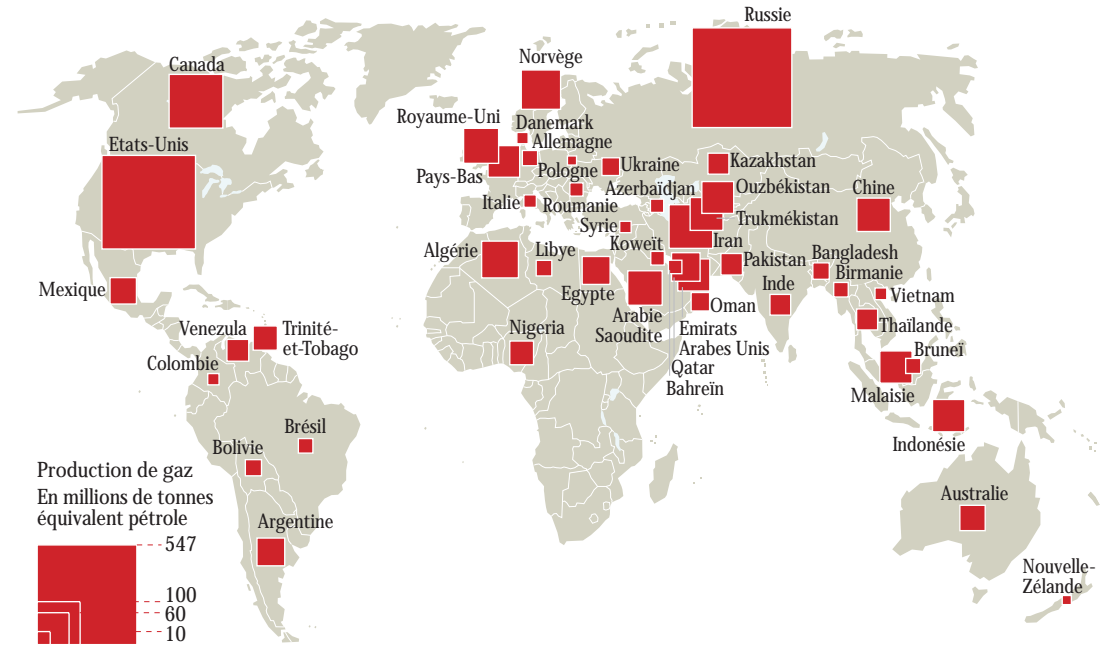 Russie
Canada
Norvège
Royaume-Uni
Danemark
Etats-Unis
Allemagne
Pologne
Ukraine
Kazakhstan
Pays-Bas
Azerbaïdjan
Ouzbékistan
Chine
Italie
Roumanie
Syrie
Trukmékistan
Koweït
Iran
Algérie
Libye
Pakistan
Bangladesh
Birmanie
Inde
Mexique
Egypte
Vietnam
Arabie
Saoudite
Oman
Venezula
Trinité-
et-Tobago
Nigeria
Emirats
Arabes Unis
Qatar
Bahreïn
Thaïlande
Bruneï
Colombie
Malaisie
Brésil
Indonésie
Bolivie
Production de gaz
En millions de tonnes
équivalent pétrole
547
100
60
10
Argentine
Australie
Nouvelle-
Zélande